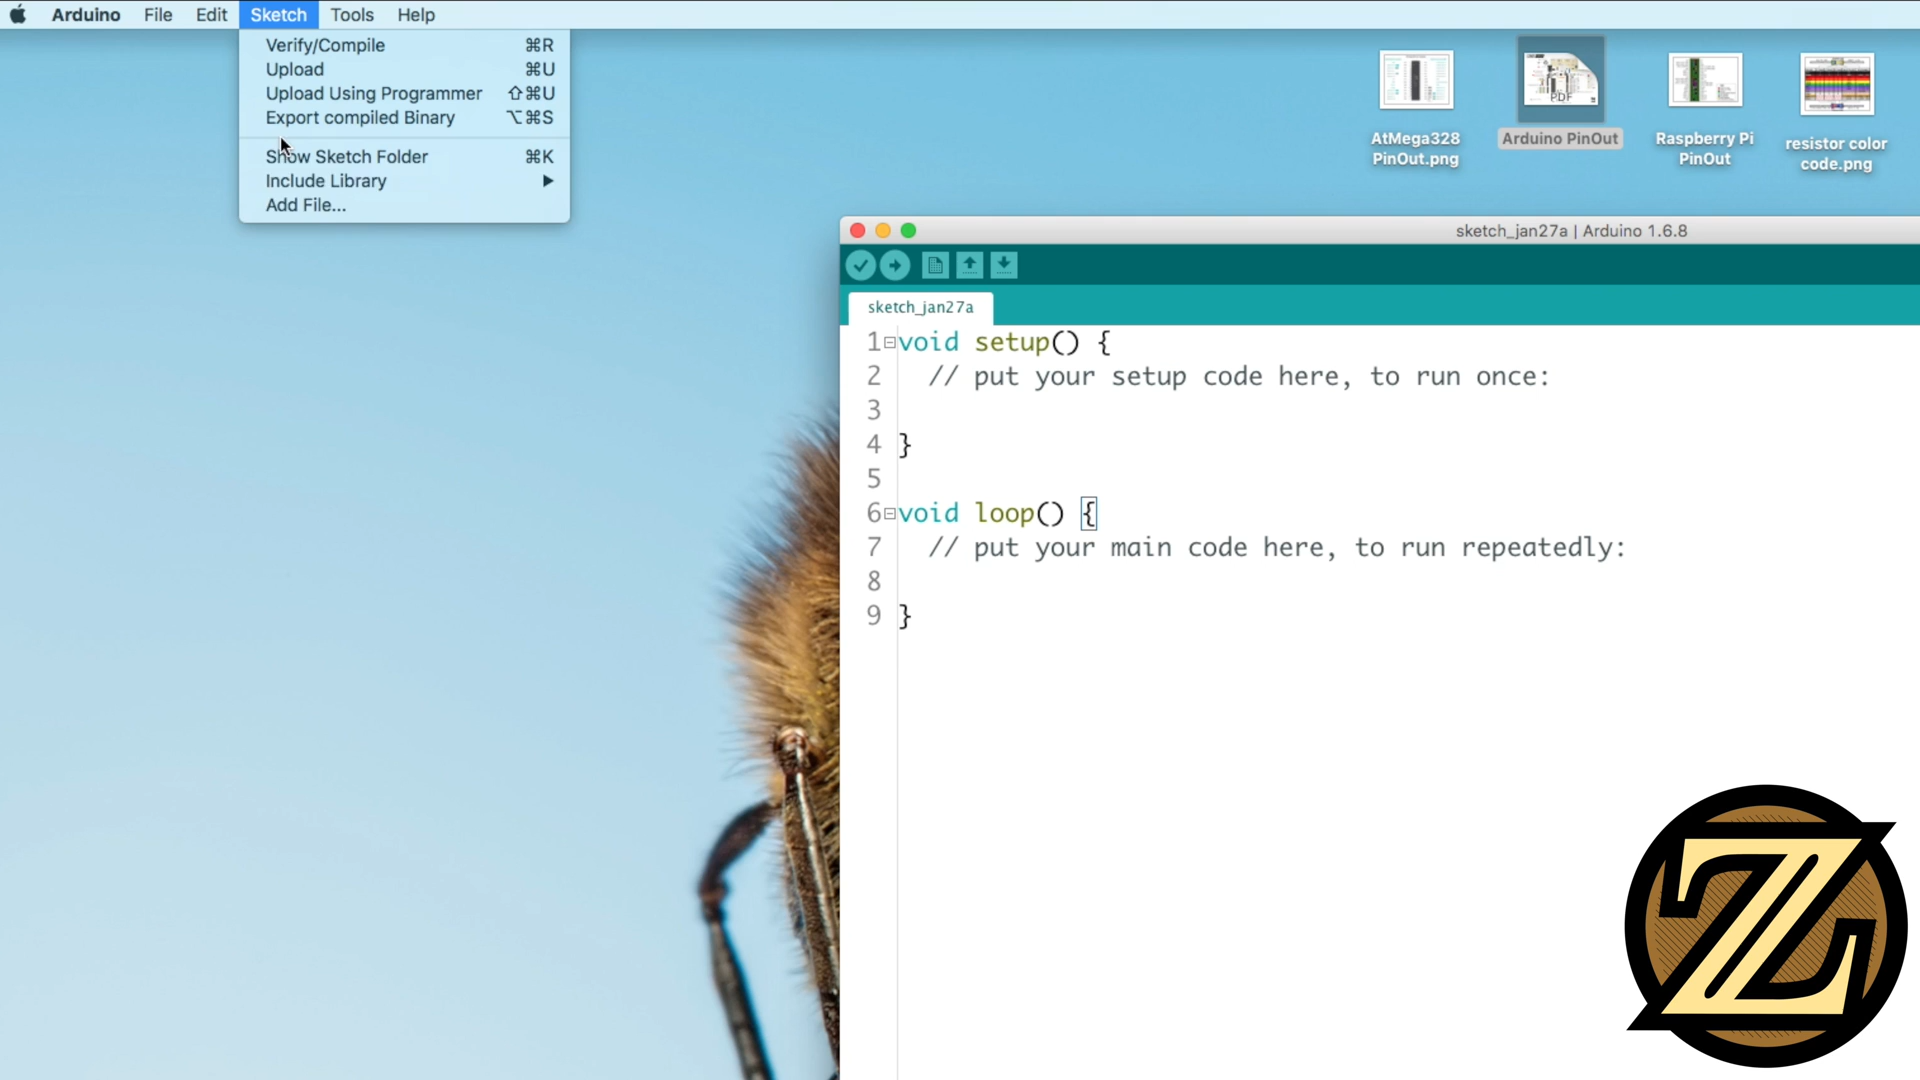 Arduino File Edit Sketch Tools Help
Verify/Compile ⌘R
Upload ⌘U
Upload Using Programmer ⇧⌘U
Export compiled Binary ⌥⌘S
Show Sketch Folder ⌘K
Include Library ▶
Add File...
AtMega328 PinOut.png
PDF
Arduino PinOut
Raspberry Pi PinOut
resistor color code.png
sketch_jan27a | Arduino 1.6.8
sketch_jan27a
1 void setup() {
2 // put your setup code here, to run once:
3
4 }
5
6 void loop() {
7 // put your main code here, to run repeatedly:
8
9 }
Z